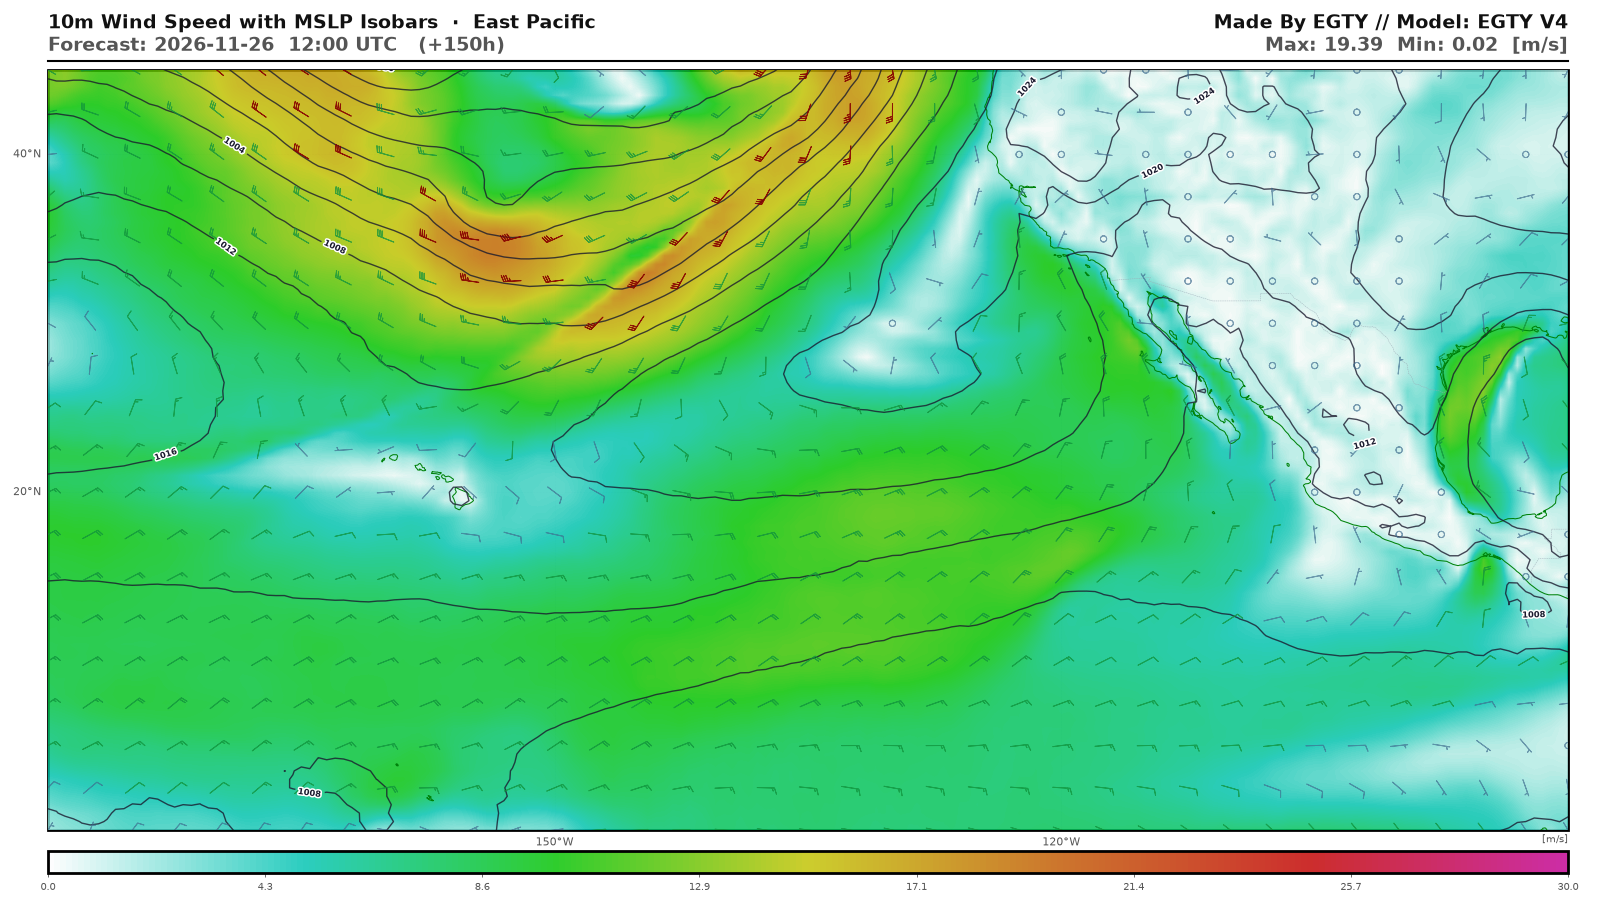 10m Wind Speed with MSLP Isobars · East Pacific
Made By EGTY // Model: EGTY V4
Forecast: 2026-11-26 12:00 UTC (+150h)
Max: 19.39 Min: 0.02 [m/s]
1024
1024
1004
40°N
1020
1012
1008
1012
1016
20°N
1008
1008
150°W
120°W
[m/s]
0.0
4.3
8.6
12.9
17.1
21.4
25.7
30.0